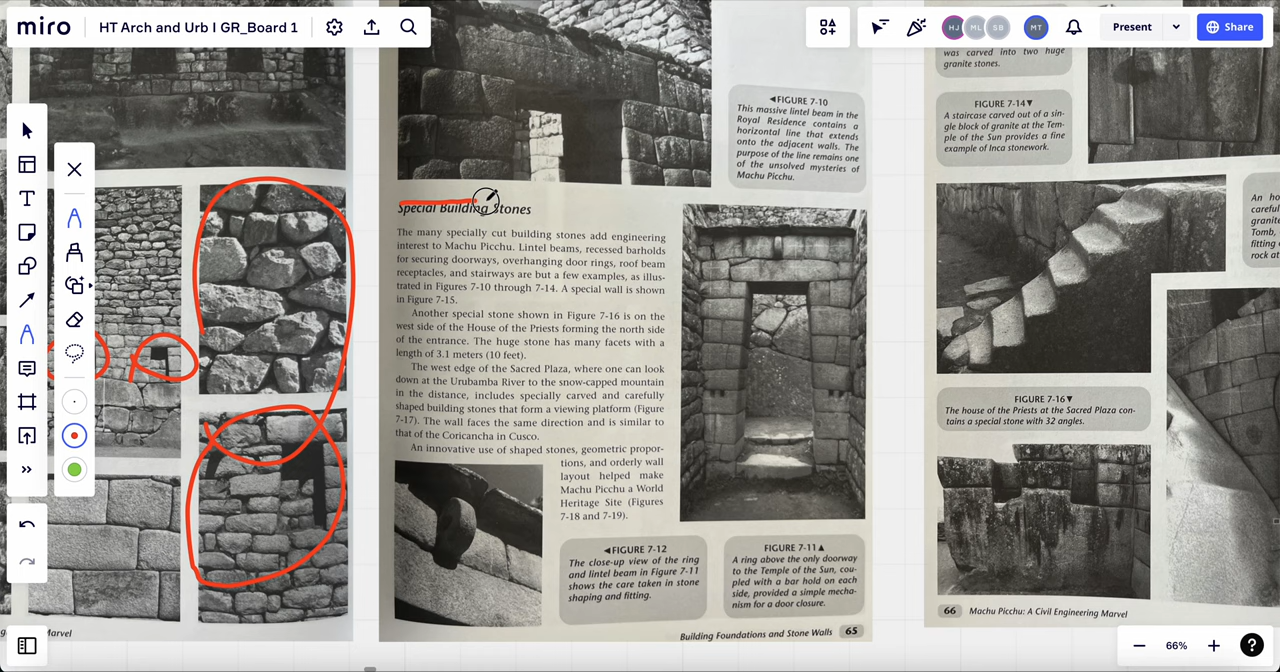 miro
HT Arch and Urb I GR_Board 1
HJ
ML
SB
MT
Present
Share
◄FIGURE 7-10
This massive lintel beam in the
Royal Residence contains a
horizontal line that extends
onto the adjacent walls. The
purpose of the line remains one
of the unsolved mysteries of
Machu Picchu.
Special Building Stones
The many specially cut building stones add engineering
interest to Machu Picchu. Lintel beams, recessed barholds
for securing doorways, overhanging door rings, roof beam
receptacles, and stairways are but a few examples, as illus-
trated in Figures 7-10 through 7-14. A special wall is shown
in Figure 7-15.
Another special stone shown in Figure 7-16 is on the
west side of the House of the Priests forming the north side
of the entrance. The huge stone has many facets with a
length of 3.1 meters (10 feet).
The west edge of the Sacred Plaza, where one can look
down at the Urubamba River to the snow-capped mountain
in the distance, includes specially carved and carefully
shaped building stones that form a viewing platform (Figure
7-17). The wall faces the same direction and is similar to
that of the Coricancha in Cusco.
An innovative use of shaped stones, geometric propor-
tions, and orderly wall
layout helped make
Machu Picchu a World
Heritage Site (Figures
7-18 and 7-19).
◄FIGURE 7-12
The close-up view of the ring
and lintel beam in Figure 7-11
shows the care taken in stone
shaping and fitting.
FIGURE 7-11▲
A ring above the only doorway
to the Temple of the Sun, cou-
pled with a bar hold on each
side, provided a simple mecha-
nism for a door closure.
Building Foundations and Stone Walls 65
was carved into two huge
granite stones.
FIGURE 7-14▼
A staircase carved out of a sin-
gle block of granite at the Tem-
ple of the Sun provides a fine
example of Inca stonework.
An ho
careful
Tomb,
fitting
rock at
FIGURE 7-16▼
The house of the Priests at the Sacred Plaza con-
tains a special stone with 32 angles.
66 Machu Picchu: A Civil Engineering Marvel
Marvel
66%